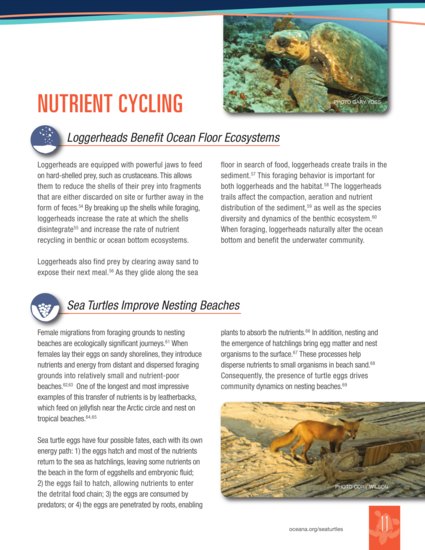 PHOTO GARY YOSS
NUTRIENT CYCLING
Loggerheads Benefit Ocean Floor Ecosystems
Loggerheads are equipped with powerful jaws to feed
on hard-shelled prey, such as crustaceans. This allows
them to reduce the shells of their prey into fragments
that are either discarded on site or further away in the
form of feces.54 By breaking up the shells while foraging,
loggerheads increase the rate at which the shells
disintegrate55 and increase the rate of nutrient
recycling in benthic or ocean bottom ecosystems.
Loggerheads also find prey by clearing away sand to
expose their next meal.56 As they glide along the sea
floor in search of food, loggerheads create trails in the
sediment.57 This foraging behavior is important for
both loggerheads and the habitat.58 The loggerheads
trails affect the compaction, aeration and nutrient
distribution of the sediment,59 as well as the species
diversity and dynamics of the benthic ecosystem.60
When foraging, loggerheads naturally alter the ocean
bottom and benefit the underwater community.
Sea Turtles Improve Nesting Beaches
Female migrations from foraging grounds to nesting
beaches are ecologically significant journeys.61 When
females lay their eggs on sandy shorelines, they introduce
nutrients and energy from distant and dispersed foraging
grounds into relatively small and nutrient-poor
beaches.62,63 One of the longest and most impressive
examples of this transfer of nutrients is by leatherbacks,
which feed on jellyfish near the Arctic circle and nest on
tropical beaches.64,65
Sea turtle eggs have four possible fates, each with its own
energy path: 1) the eggs hatch and most of the nutrients
return to the sea as hatchlings, leaving some nutrients on
the beach in the form of eggshells and embryonic fluid;
2) the eggs fail to hatch, allowing nutrients to enter
the detrital food chain; 3) the eggs are consumed by
predators; or 4) the eggs are penetrated by roots, enabling
plants to absorb the nutrients.66 In addition, nesting and
the emergence of hatchlings bring egg matter and nest
organisms to the surface.67 These processes help
disperse nutrients to small organisms in beach sand.68
Consequently, the presence of turtle eggs drives
community dynamics on nesting beaches.69
PHOTO CORY WILSON
oceana.org/seaturtles
11